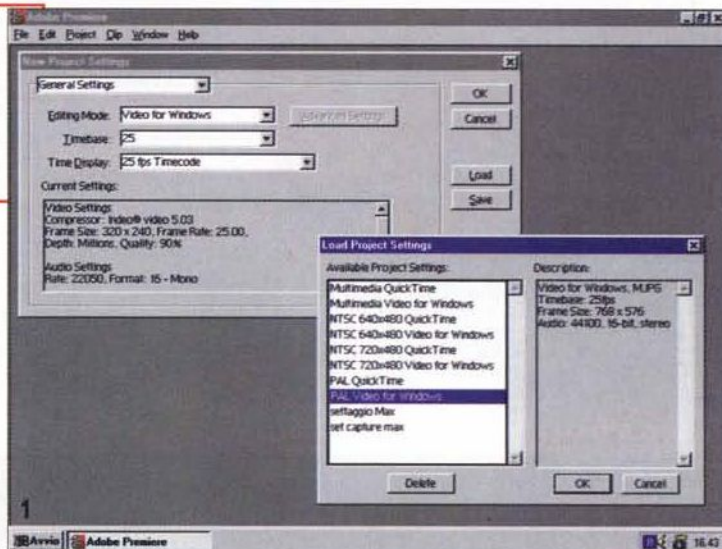 Adobe Premiere
File Edit Project Clip Window Help
New Project Settings
General Settings
Editing Mode: Video for Windows
Advanced Settings
Timebase: 25
Time Display: 25 fps Timecode
Current Settings:
Video Settings
Compressor: Indeo® video 5.03
Frame Size: 320 x 240, Frame Rate: 25.00,
Depth: Millions, Quality: 90%
Audio Settings
Rate: 22050, Format: 16 - Mono
OK
Cancel
Load
Save
Load Project Settings
Available Project Settings:
Multimedia QuickTime
Multimedia Video for Windows
NTSC 640x480 QuickTime
NTSC 640x480 Video for Windows
NTSC 720x480 QuickTime
NTSC 720x480 Video for Windows
PAL QuickTime
PAL Video for Windows
settaggio Max
set capture max
Description:
Video for Windows, MJPG
Timebase: 25fps
Frame Size: 768 x 576
Audio: 44100, 16-bit, stereo
Delete
OK
Cancel
1
Avvio
Adobe Premiere
16.43